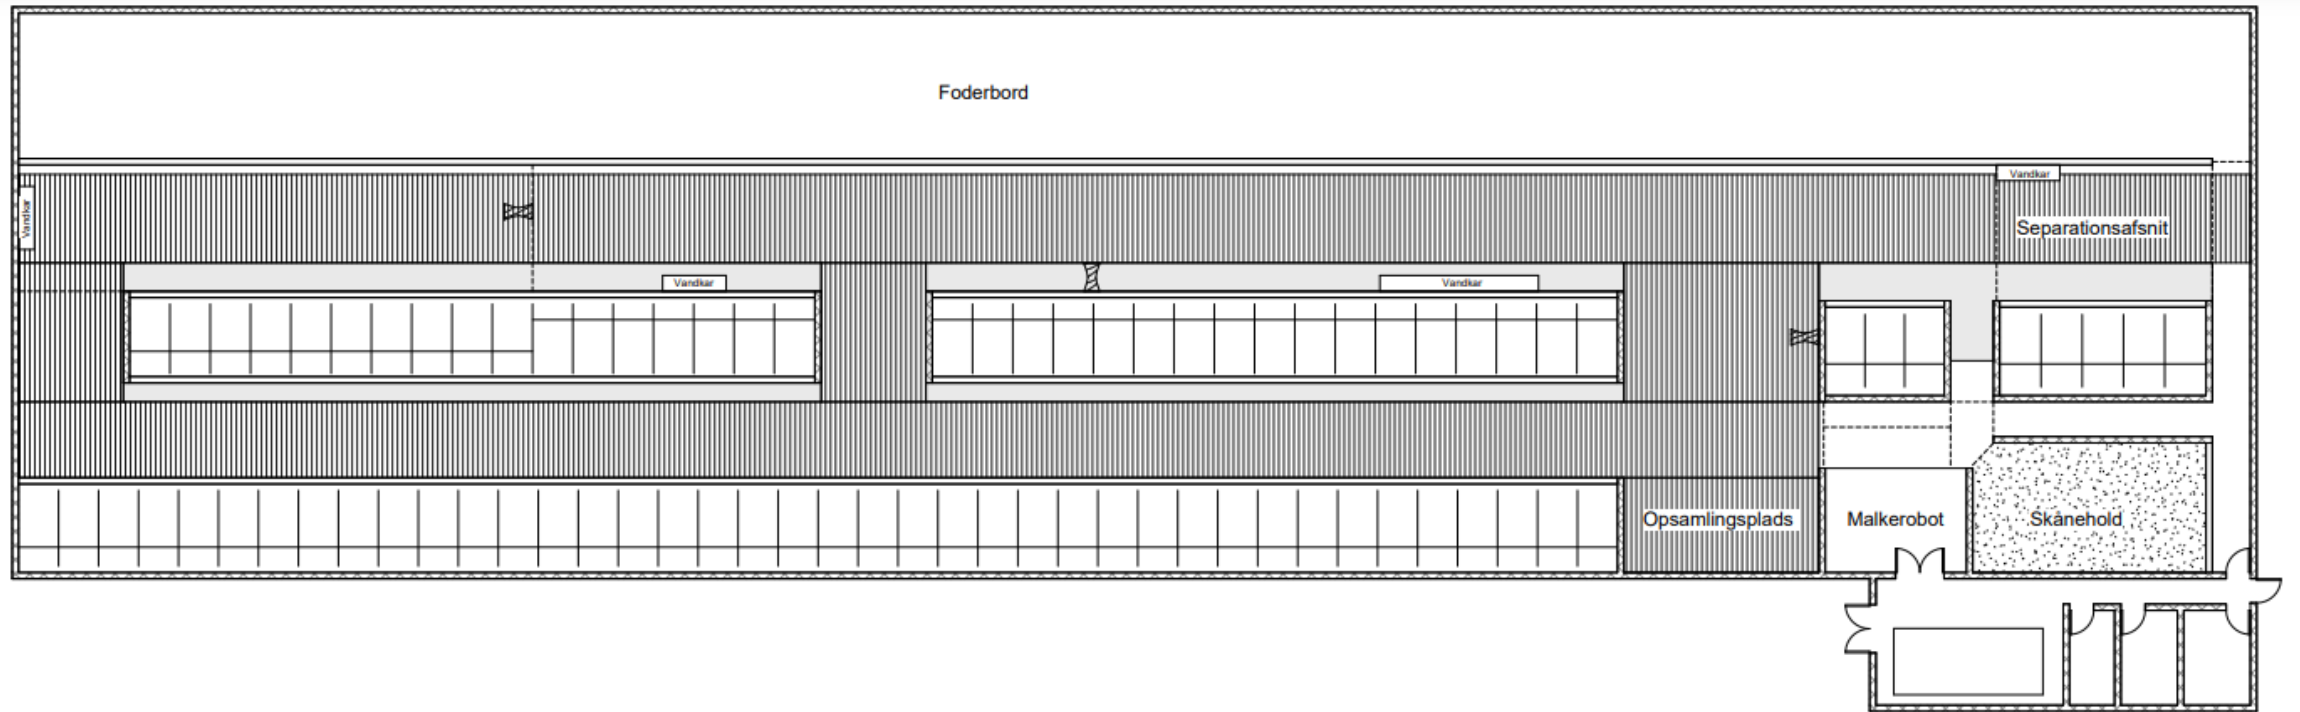 Foderbord
Vandkar
Vandkar
Separationsafsnit
Vandkar
Vandkar
Opsamlingsplads
Malkerobot
Skånehold